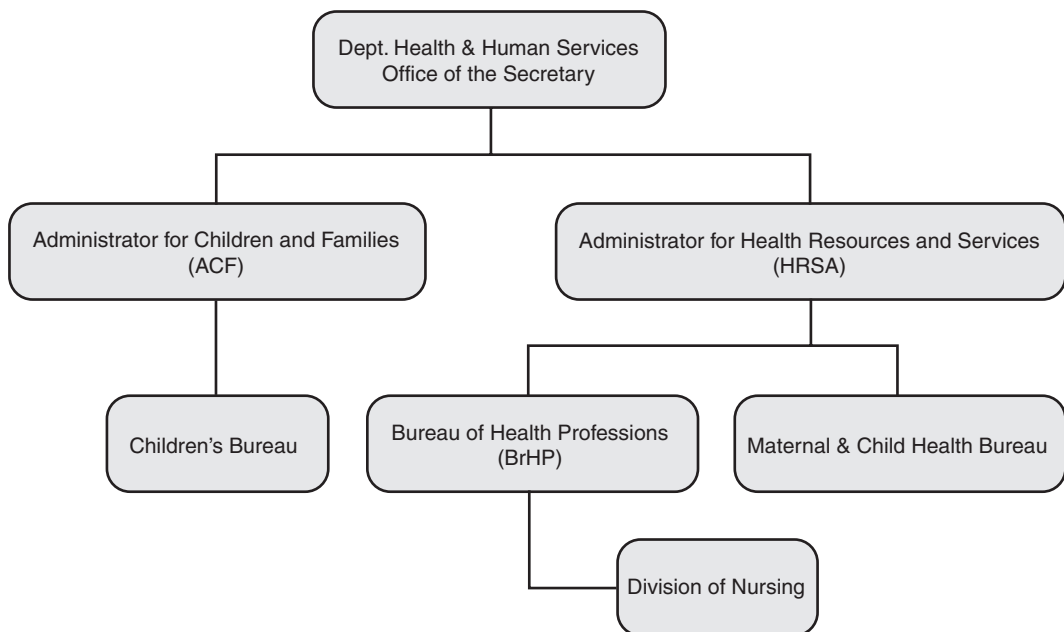 Dept. Health & Human Services
Office of the Secretary
Administrator for Children and Families
(ACF)
Administrator for Health Resources and Services
(HRSA)
Children’s Bureau
Bureau of Health Professions
(BrHP)
Maternal & Child Health Bureau
Division of Nursing